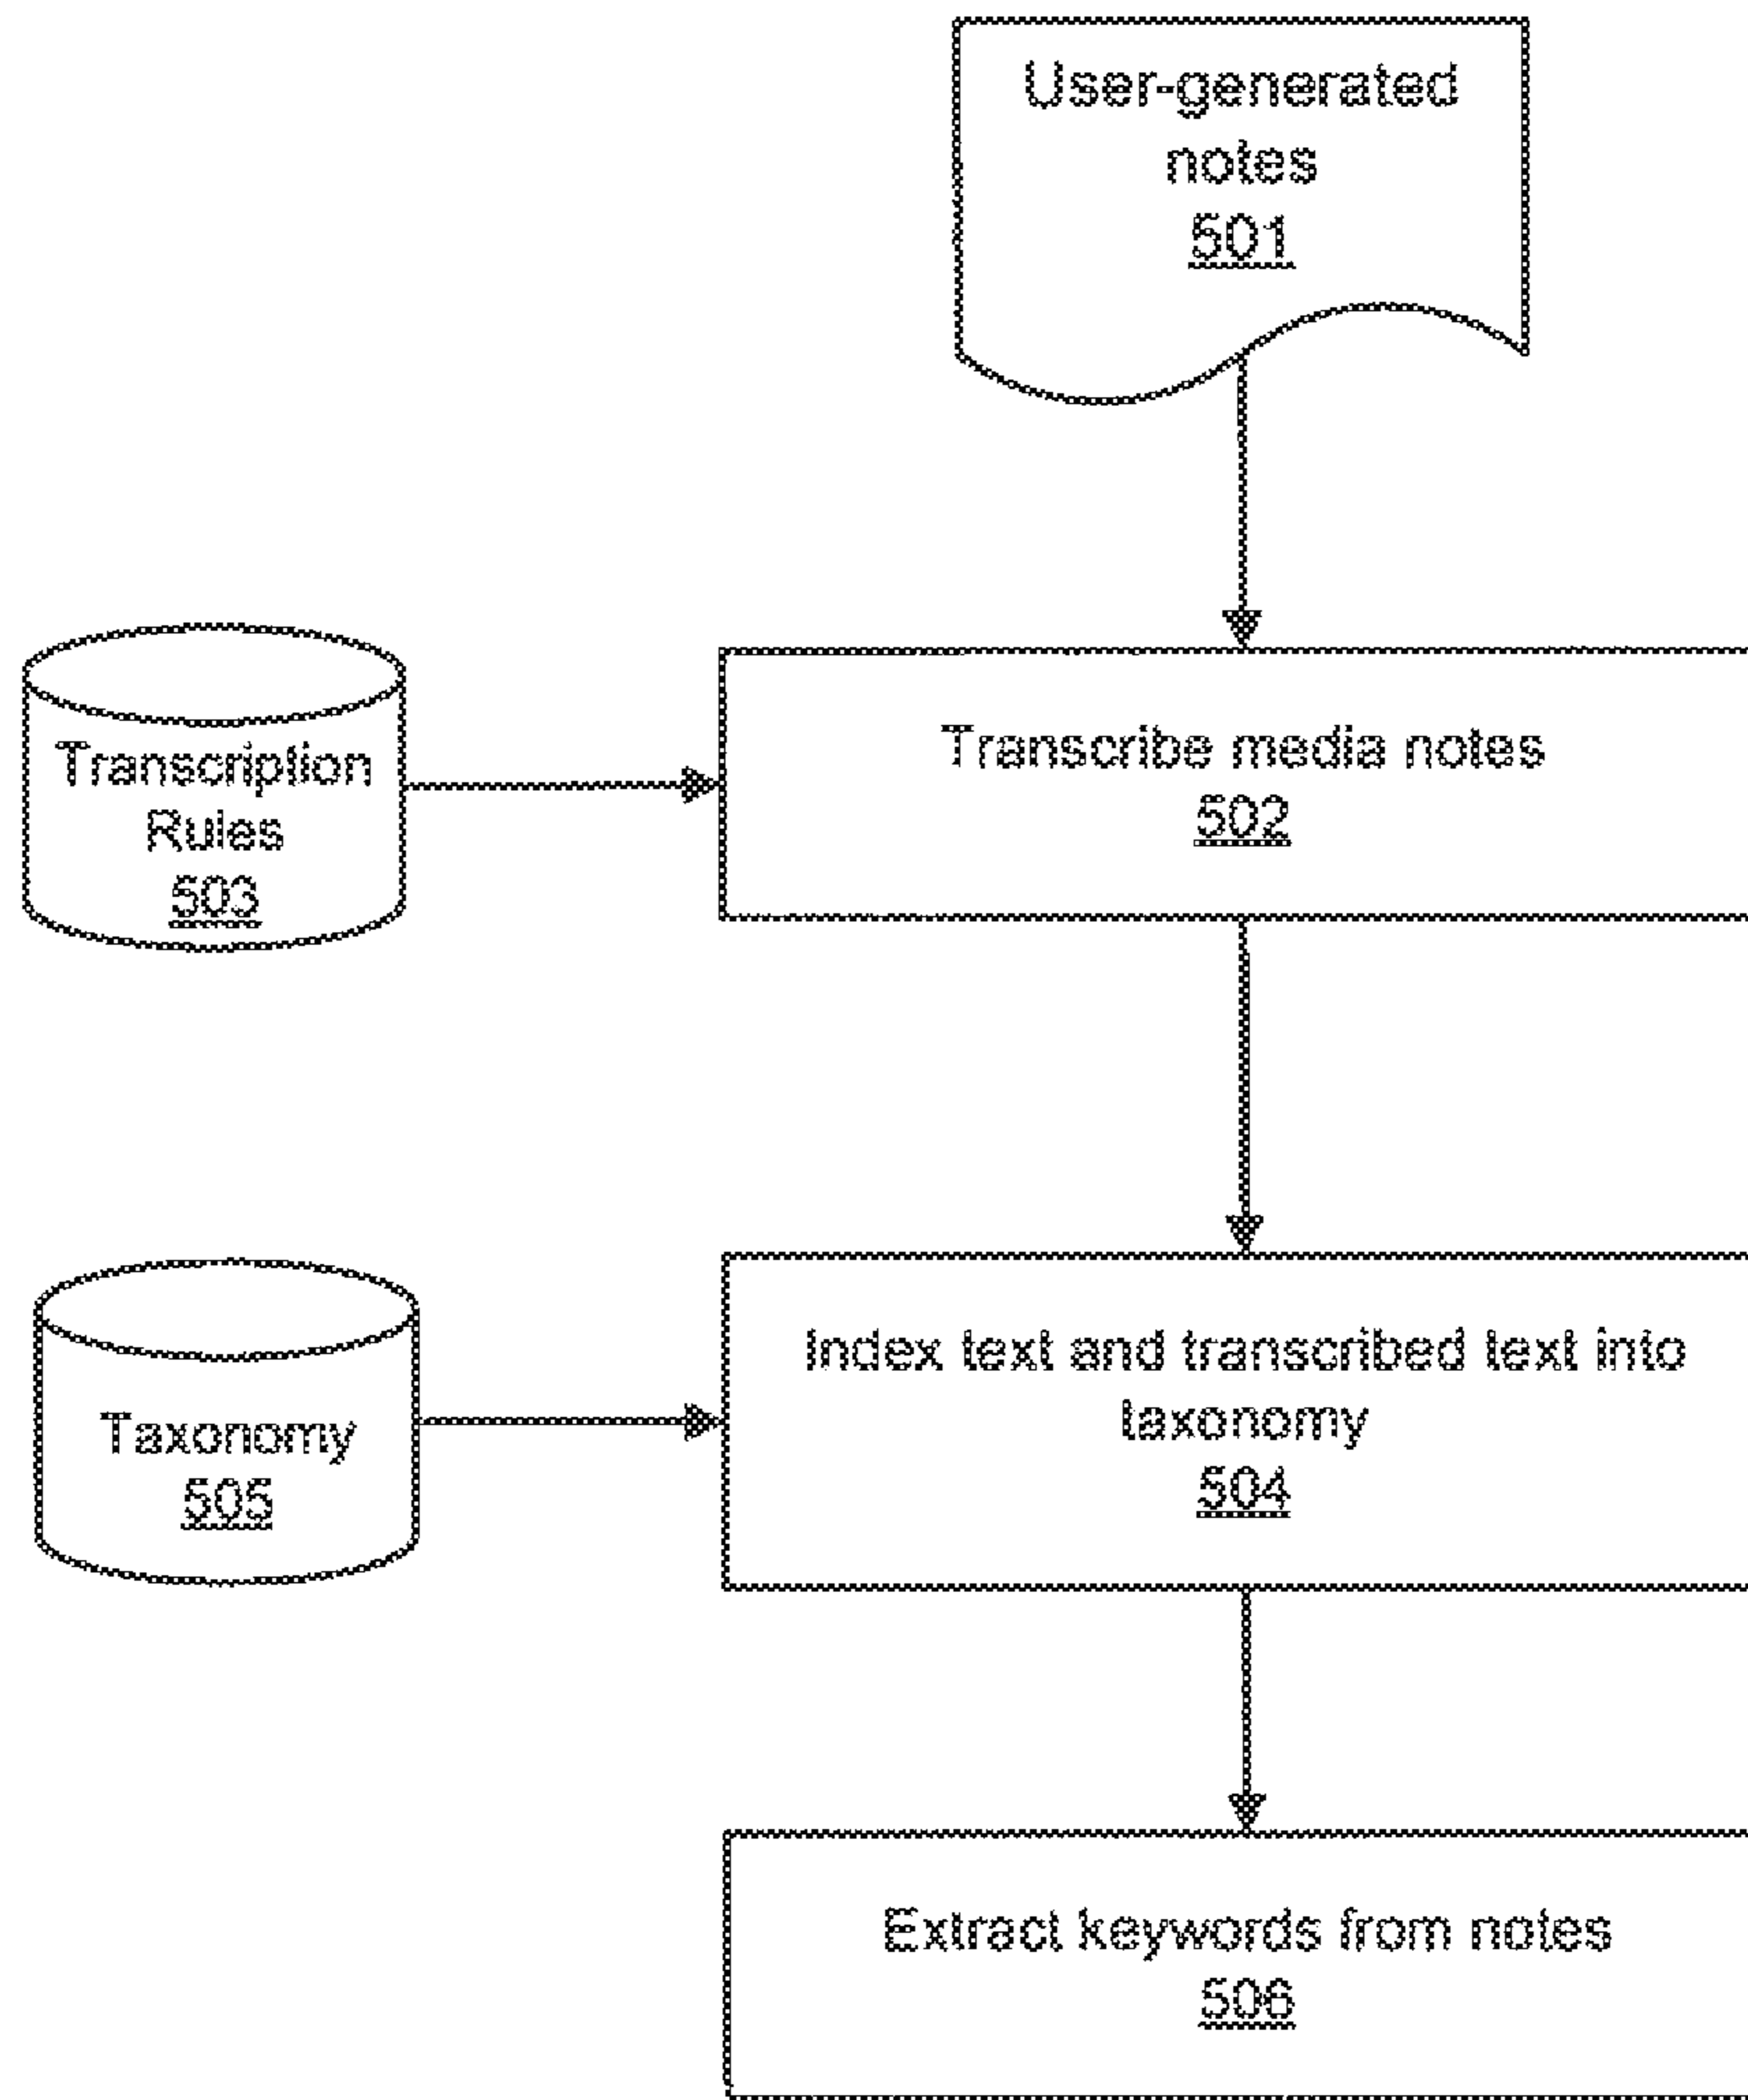 User-generated
notes
501
Transcription
Rules
503
Transcribe media notes
502
Taxonomy
505
Index text and transcribed text into
taxonomy
504
Extract keywords from notes
506